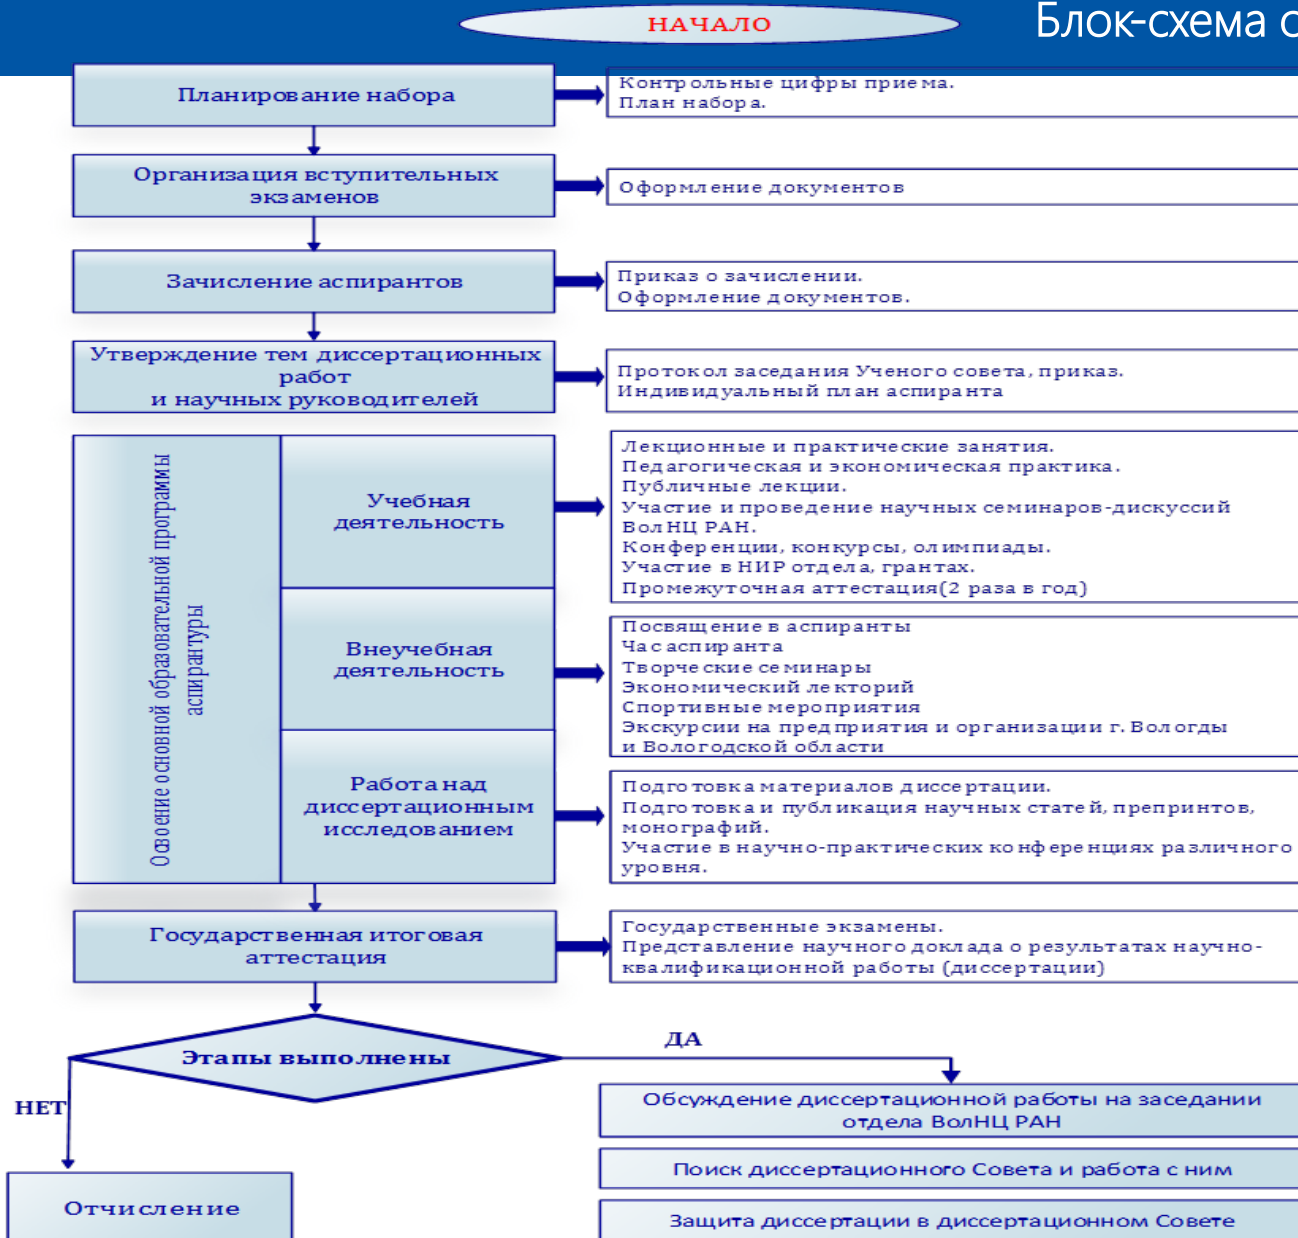 НАЧАЛО
Блок-схема о
Планирование набора
Контрольные цифры приема.
План набора.
Организация вступительных
экзаменов
Оформление документов
Зачисление аспирантов
Приказ о зачислении.
Оформление документов.
Утверждение тем диссертационных
работ
и научных руководителей
Протокол заседания Ученого совета, приказ.
Индивидуальный план аспиранта
Освоение основной образовательной программы
аспирантуры
Учебная
деятельность
Лекционные и практические занятия.
Педагогическая и экономическая практика.
Публичные лекции.
Участие и проведение научных семинаров-дискуссий
ВолНЦ РАН.
Конференции, конкурсы, олимпиады.
Участие в НИР отдела, грантах.
Промежуточная аттестация(2 раза в год)
Внеучебная
деятельность
Посвящение в аспиранты
Час аспиранта
Творческие семинары
Экономический лекторий
Спортивные мероприятия
Экскурсии на предприятия и организации г. Вологды
и Вологодской области
Работа над
диссертационным
исследованием
Подготовка материалов диссертации.
Подготовка и публикация научных статей, препринтов,
монографий.
Участие в научно-практических конференциях различного
уровня.
Государственная итоговая
аттестация
Государственные экзамены.
Представление научного доклада о результатах научно-
квалификационной работы (диссертации)
Этапы выполнены
ДА
НЕТ
Обсуждение диссертационной работы на заседании
отдела ВолНЦ РАН
Поиск диссертационного Совета и работа с ним
Отчисление
Защита диссертации в диссертационном Совете